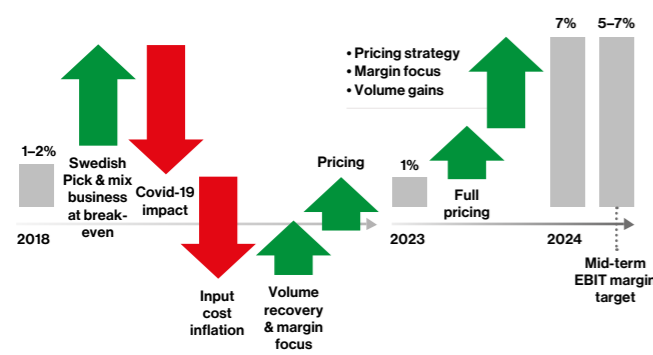 1–2%
2018
Swedish
Pick & mix
business
at break-
even
Covid-19
impact
Input
cost
inflation
Volume
recovery
& margin
focus
Pricing
• Pricing strategy
• Margin focus
• Volume gains
1%
2023
Full
pricing
7%
2024
5–7%
Mid-term
EBIT margin
target